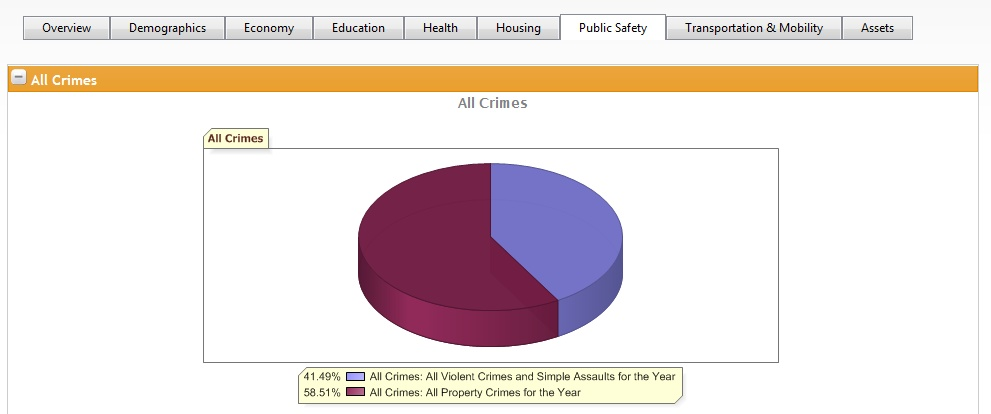 Overview Demographics Economy Education Health Housing Public Safety Transportation & Mobility Assets
All Crimes
All Crimes
All Crimes
41.49% All Crimes: All Violent Crimes and Simple Assaults for the Year
58.51% All Crimes: All Property Crimes for the Year